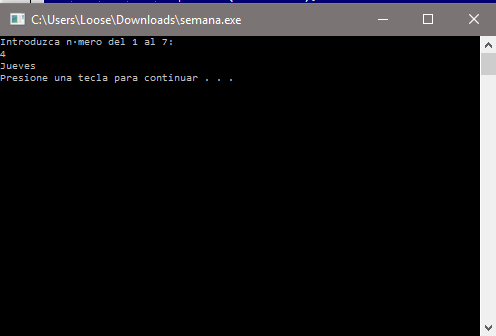 C:\Users\Loose\Downloads\semana.exe
Introduzca n·mero del 1 al 7:
4
Jueves
Presione una tecla para continuar . . .